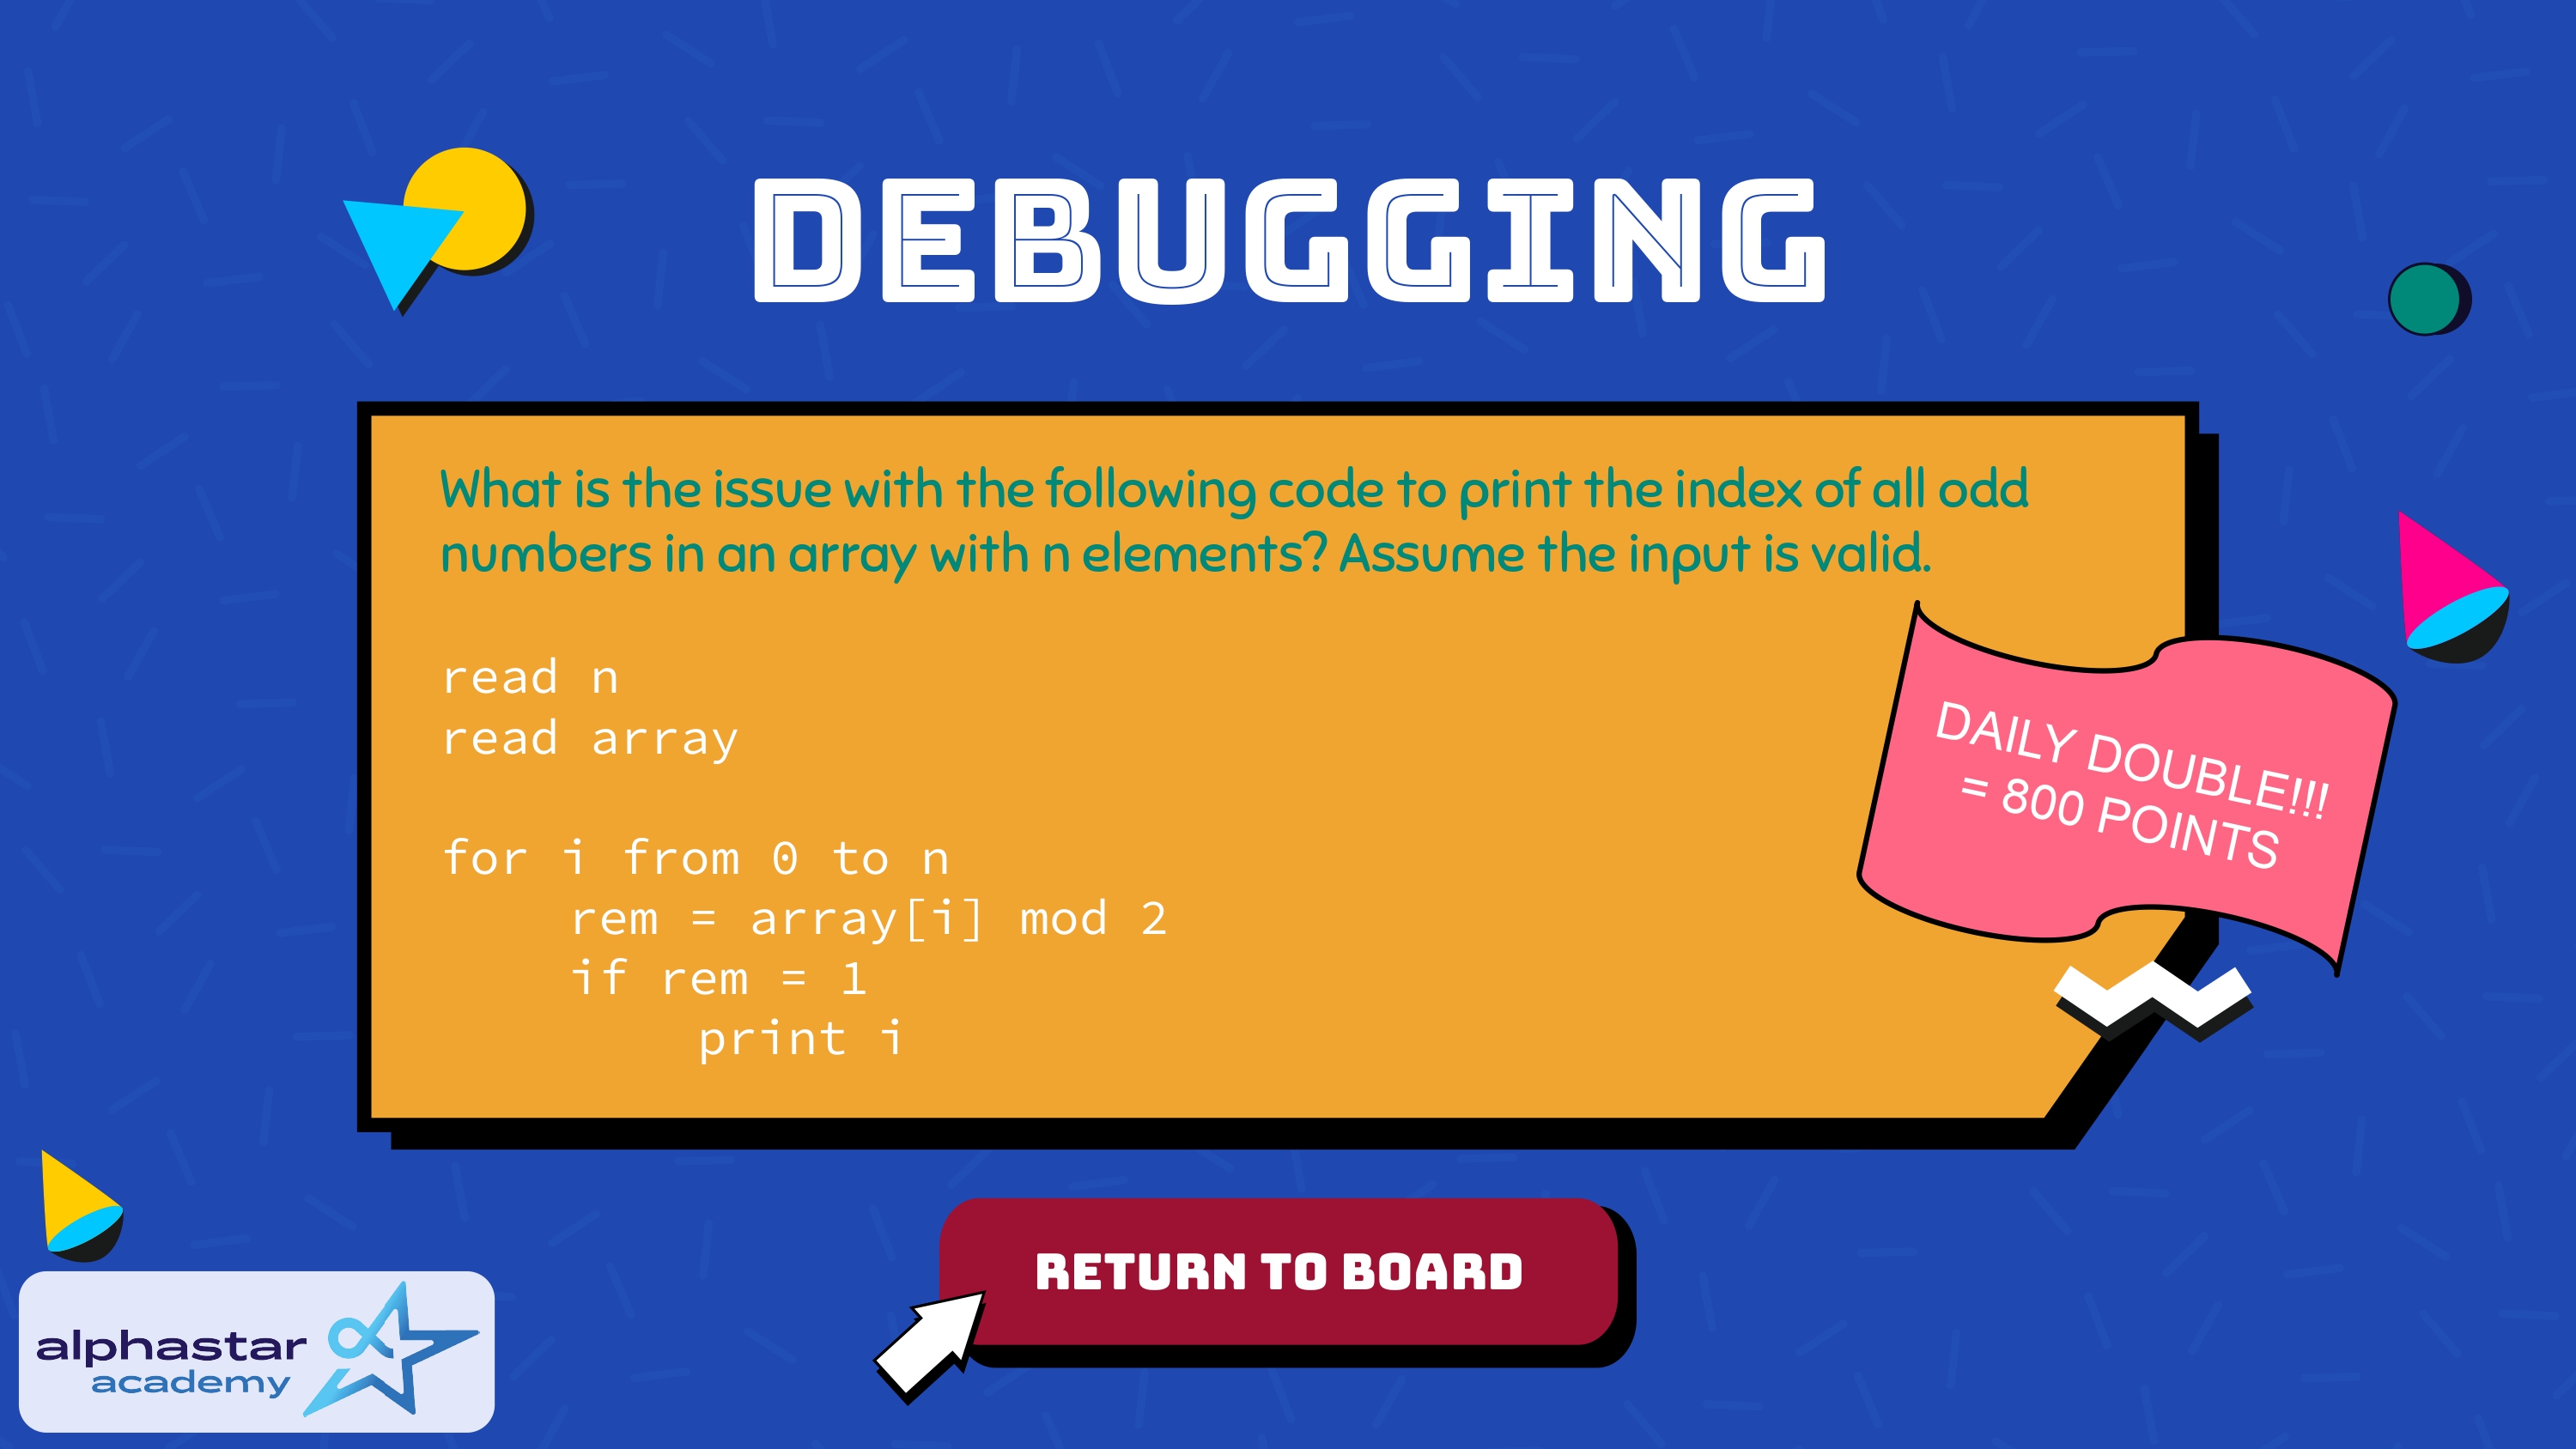 DEBUGGING
What is the issue with the following code to print the index of all odd
numbers in an array with n elements? Assume the input is valid.
read n
read array
for i from 0 to n
rem = array[i] mod 2
if rem = 1
print i
DAILY DOUBLE!!!
= 800 POINTS
RETURN TO BOARD
alphastar
academy